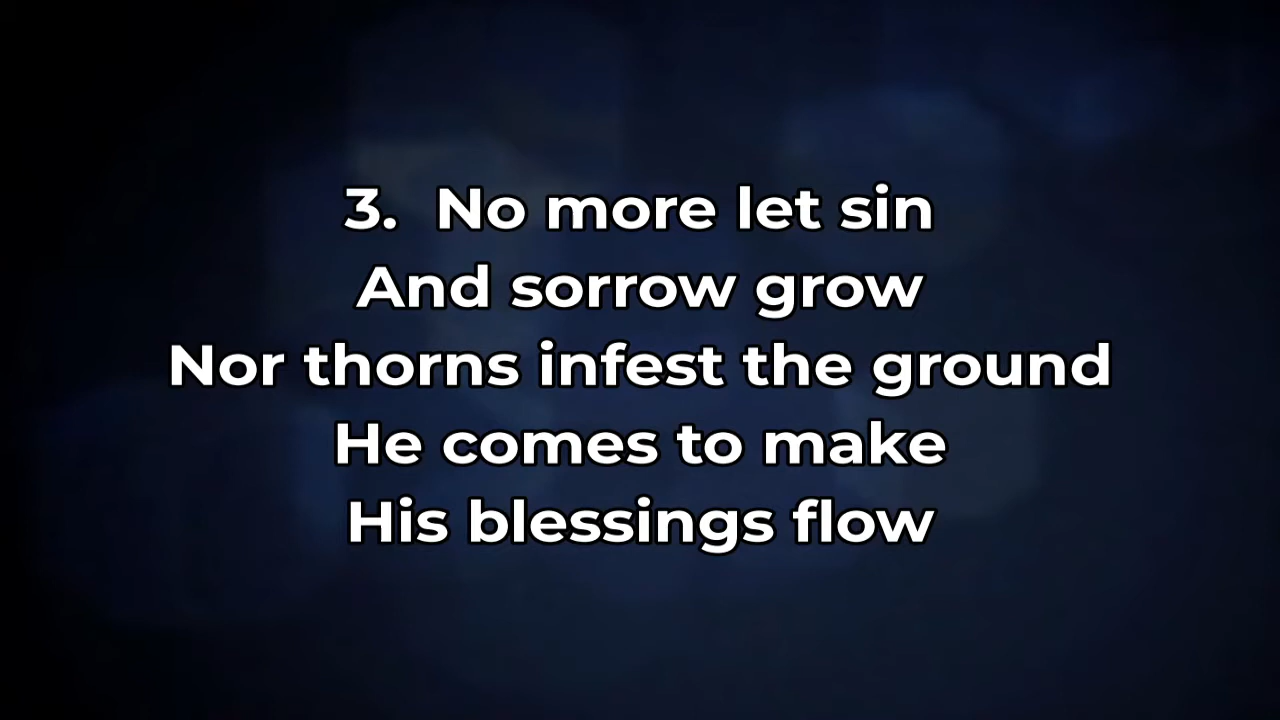 3. No more let sin
And sorrow grow
Nor thorns infest the ground
He comes to make
His blessings flow